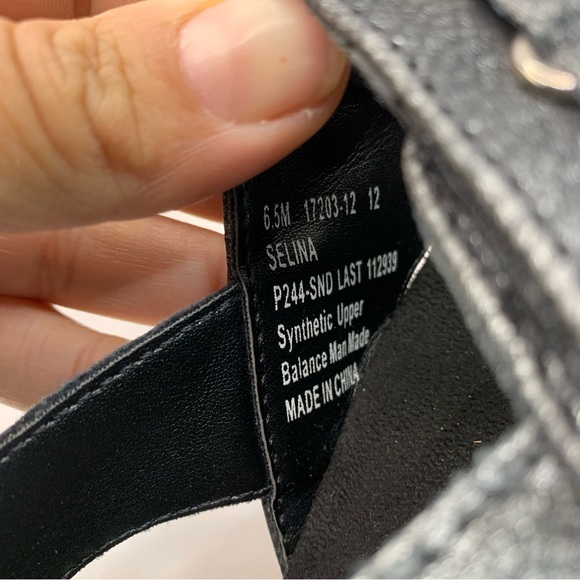 6.5M 17203-12 12
SELINA
P244-SND LAST 112939
Synthetic Upper
Balance Man Made
MADE IN CHINA